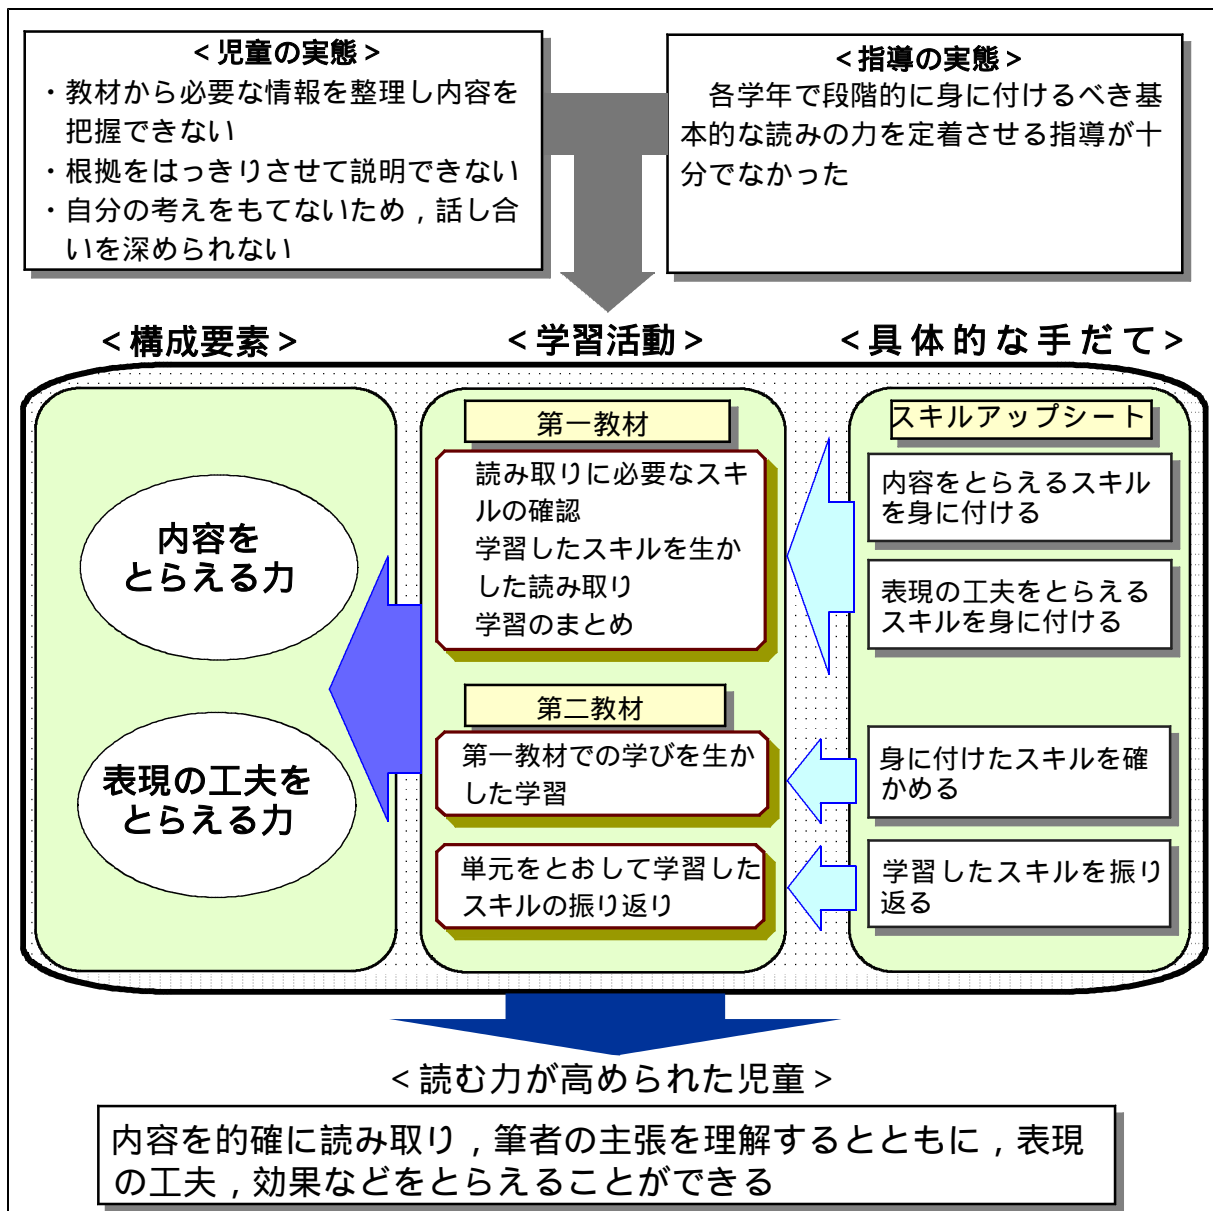 ＜児童の実態＞
・教材から必要な情報を整理し内容を
把握できない
・根拠をはっきりさせて説明できない
・自分の考えをもてないため，話し合
いを深められない
＜指導の実態＞
各学年で段階的に身に付けるべき基
本的な読みの力を定着させる指導が十
分でなかった
＜構成要素＞
＜学習活動＞
＜具体的な手だて＞
内容を
とらえる力
表現の工夫を
とらえる力
第一教材
読み取りに必要なスキ
ルの確認
学習したスキルを生か
した読み取り
学習のまとめ
第二教材
第一教材での学びを生か
した学習
単元をとおして学習した
スキルの振り返り
スキルアップシート
内容をとらえるスキル
を身に付ける
表現の工夫をとらえる
スキルを身に付ける
身に付けたスキルを確
かめる
学習したスキルを振り
返る
＜読む力が高められた児童＞
内容を的確に読み取り，筆者の主張を理解するとともに，表現
の工夫，効果などをとらえることができる